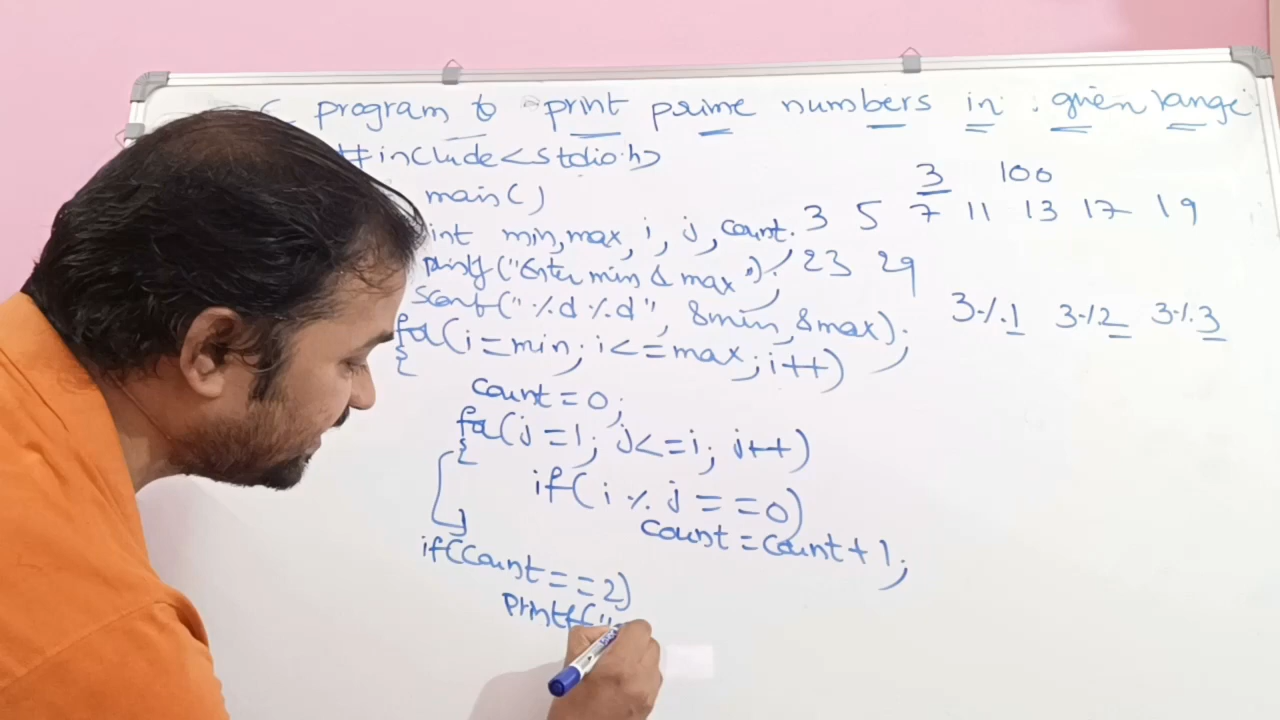 C program to print prime numbers in given range
#include<stdio.h>
main()
3 100
int min,max, i, j, count.
3 5 7 11 13 17 19
printf("Enter min & max");
23 29
scanf("%d %d", &min, &max);
3%1 3%2 3%3
for(i=min; i<=max; i++)
{
count=0;
for(j=1; j<=i; j++)
{
if(i % j ==0)
count=count+1;
}
if(count==2)
printf("